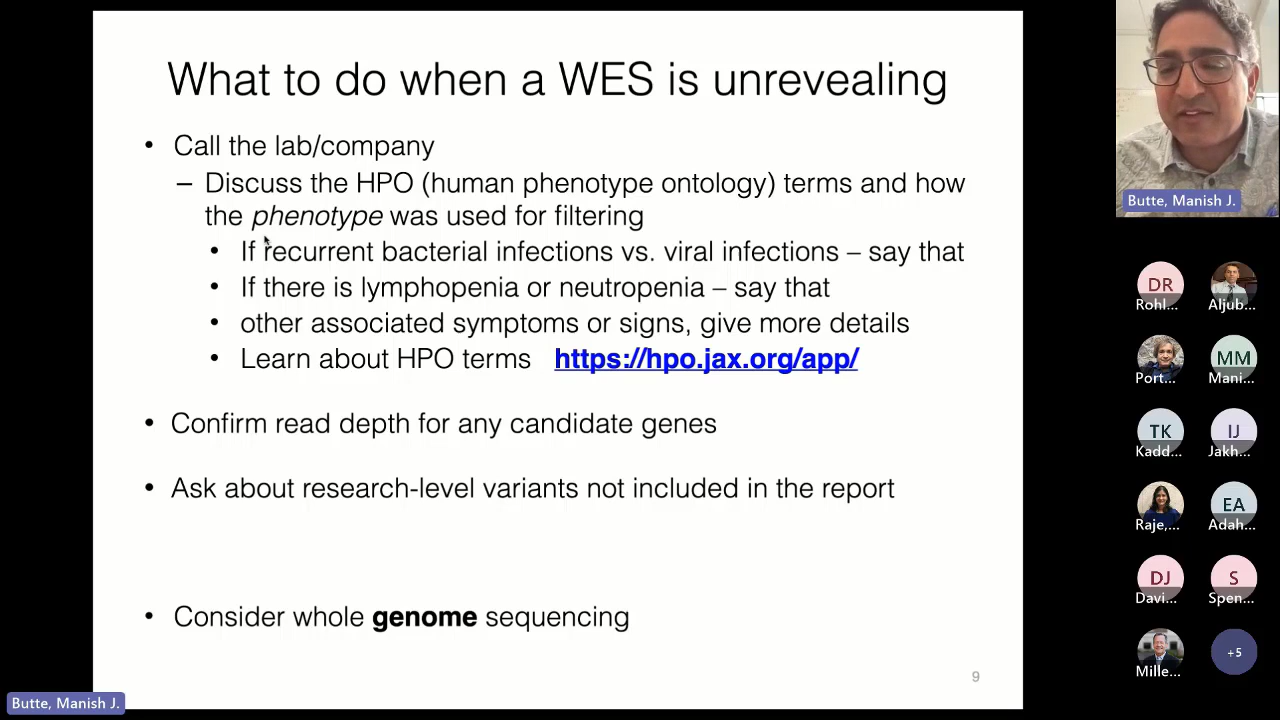 What to do when a WES is unrevealing
• Call the lab/company
– Discuss the HPO (human phenotype ontology) terms and how
the phenotype was used for filtering
• If recurrent bacterial infections vs. viral infections – say that
• If there is lymphopenia or neutropenia – say that
• other associated symptoms or signs, give more details
• Learn about HPO terms https://hpo.jax.org/app/
• Confirm read depth for any candidate genes
• Ask about research-level variants not included in the report
• Consider whole genome sequencing
9
Butte, Manish J.
Butte, Manish J.
DR
Rohl...
Aljub...
Port...
MM
Mani...
TK
Kadd...
IJ
Jakh...
Raje,...
EA
Adah...
DJ
Davi...
S
Spen...
Mille...
+5